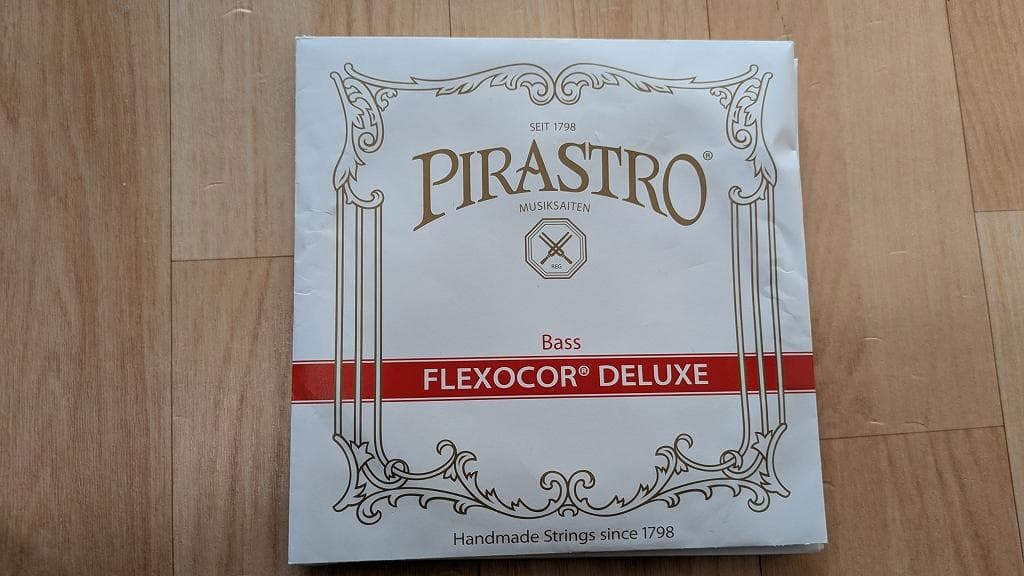 SEIT 1798
PIRASTRO®
MUSIKSAITEN
REG
Bass
FLEXOCOR® DELUXE
Handmade Strings since 1798